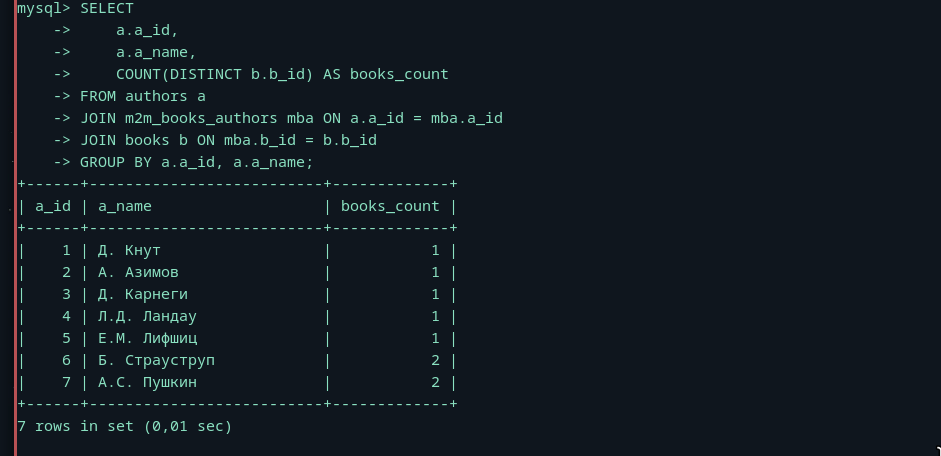 mysql> SELECT
    ->     a.a_id,
    ->     a.a_name,
    ->     COUNT(DISTINCT b.b_id) AS books_count
    -> FROM authors a
    -> JOIN m2m_books_authors mba ON a.a_id = mba.a_id
    -> JOIN books b ON mba.b_id = b.b_id
    -> GROUP BY a.a_id, a.a_name;
+------+--------------------------+-------------+
| a_id | a_name                   | books_count |
+------+--------------------------+-------------+
|    1 | Д. Кнут                  |           1 |
|    2 | А. Азимов                |           1 |
|    3 | Д. Карнеги               |           1 |
|    4 | Л.Д. Ландау              |           1 |
|    5 | Е.М. Лифшиц              |           1 |
|    6 | Б. Страуструп            |           2 |
|    7 | А.С. Пушкин              |           2 |
+------+--------------------------+-------------+
7 rows in set (0,01 sec)